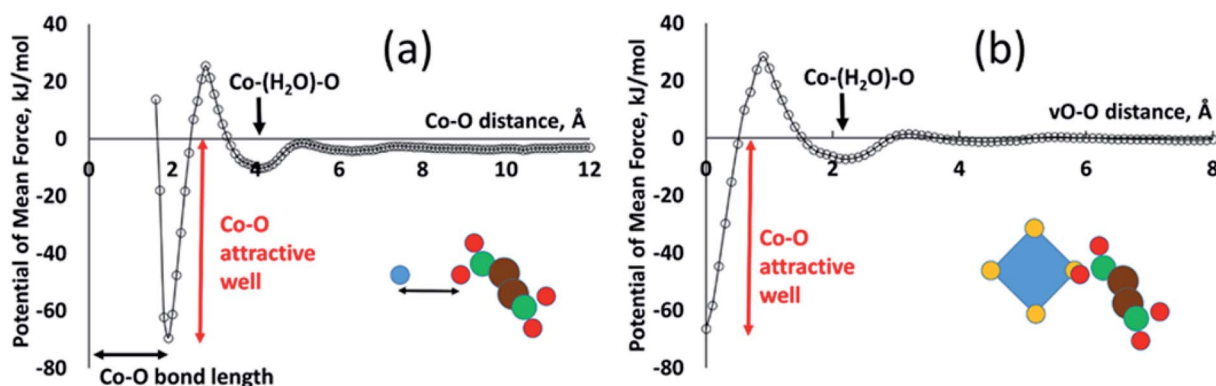 (a)
Potential of Mean Force, kJ/mol
40
20
0
-20
-40
-60
-80
0 2 4 6 8 10 12
Co-(H₂O)-O
Co-O distance, Å
Co-O
attractive
well
Co-O bond length
(b)
Potential of Mean Force, kJ/mol
40
20
0
-20
-40
-60
-80
0 2 4 6 8
Co-(H₂O)-O
vO-O distance, Å
Co-O
attractive
well